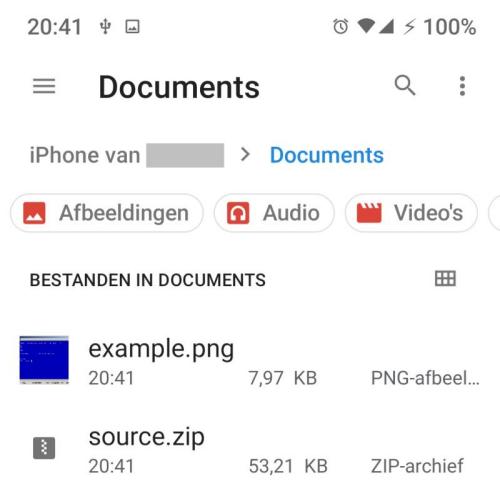 20:41 100%
Documents
iPhone van > Documents
Afbeeldingen Audio Video's
BESTANDEN IN DOCUMENTS
example.png
20:41 7,97 KB PNG-afbeel...
source.zip
20:41 53,21 KB ZIP-archief